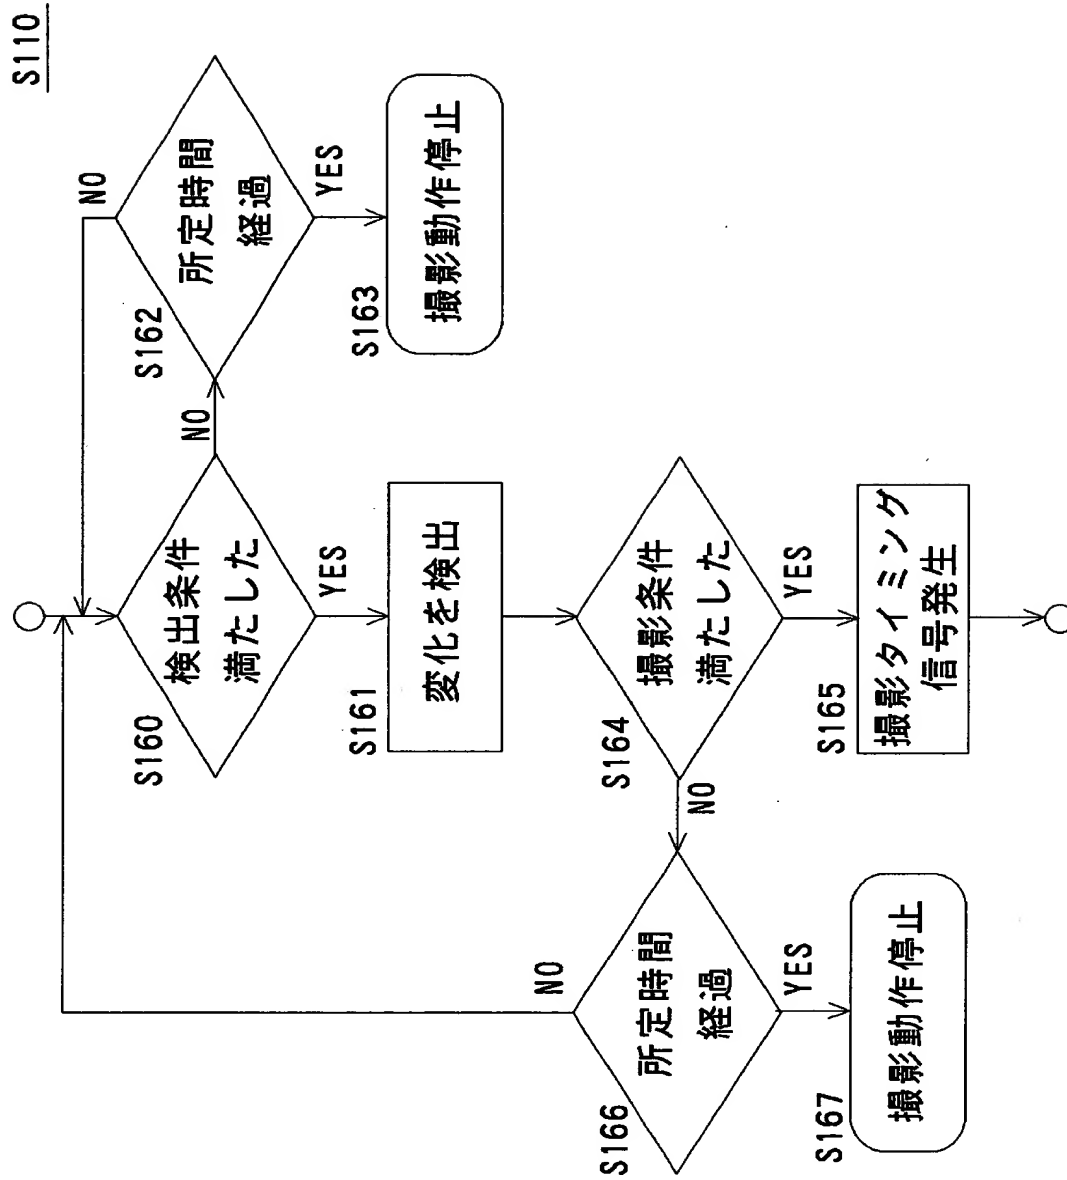 S110
S160
検出条件
満たした
NO
YES
S162
所定時間
経過
NO
YES
S163
撮影動作停止
S161
変化を検出
S164
撮影条件
満たした
NO
YES
S165
撮影タイミング
信号発生
S166
所定時間
経過
NO
YES
S167
撮影動作停止